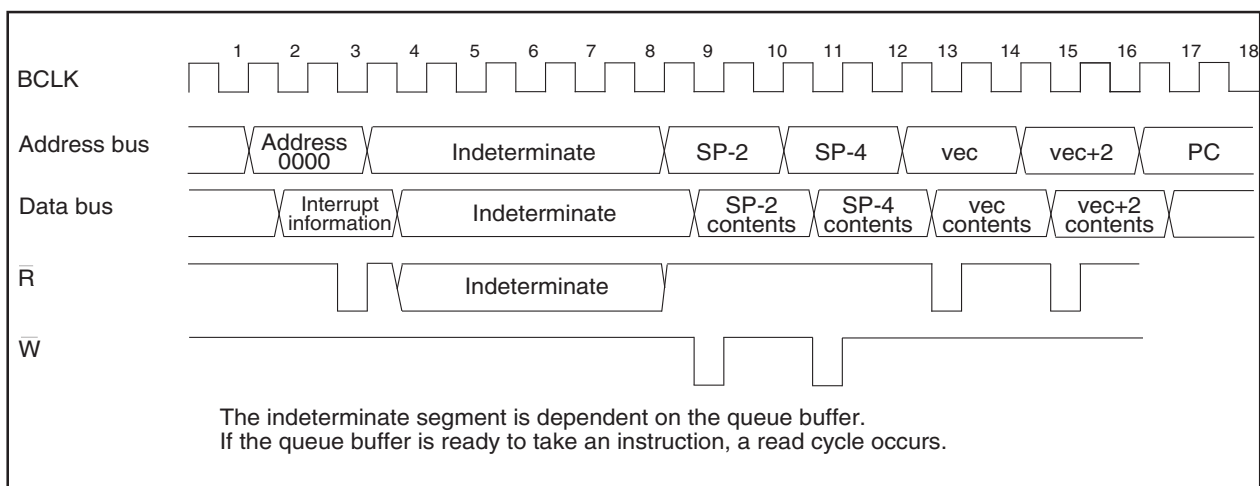 1 2 3 4 5 6 7 8 9 10 11 12 13 14 15 16 17 18
BCLK
Address bus
Address
0000
Indeterminate
SP-2
SP-4
vec
vec+2
PC
Data bus
Interrupt
information
Indeterminate
SP-2
contents
SP-4
contents
vec
contents
vec+2
contents
R̅
Indeterminate
W̅
The indeterminate segment is dependent on the queue buffer.
If the queue buffer is ready to take an instruction, a read cycle occurs.